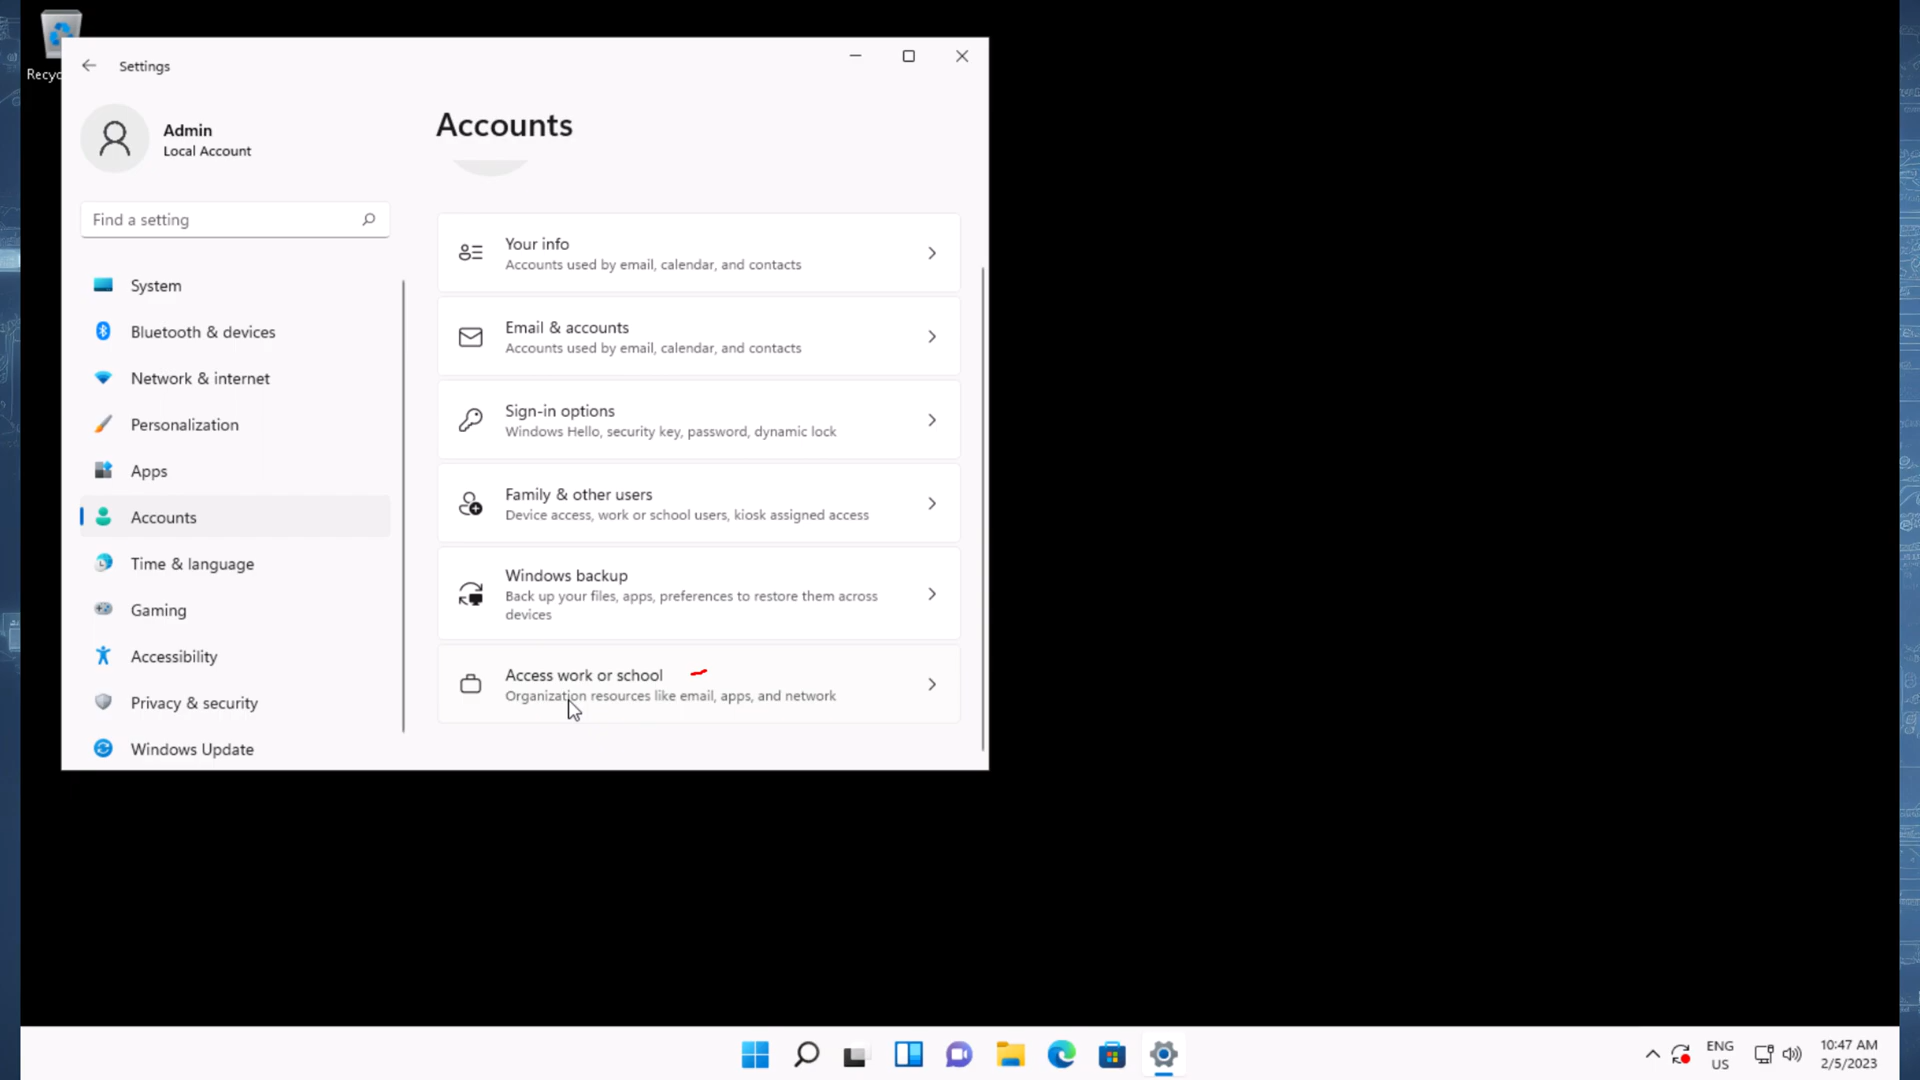 Recyc
Settings
Admin
Local Account
Find a setting
System
Bluetooth & devices
Network & internet
Personalization
Apps
Accounts
Time & language
Gaming
Accessibility
Privacy & security
Windows Update
Accounts
Your info
Accounts used by email, calendar, and contacts
Email & accounts
Accounts used by email, calendar, and contacts
Sign-in options
Windows Hello, security key, password, dynamic lock
Family & other users
Device access, work or school users, kiosk assigned access
Windows backup
Back up your files, apps, preferences to restore them across
devices
Access work or school
Organization resources like email, apps, and network
ENG
US
10:47 AM
2/5/2023